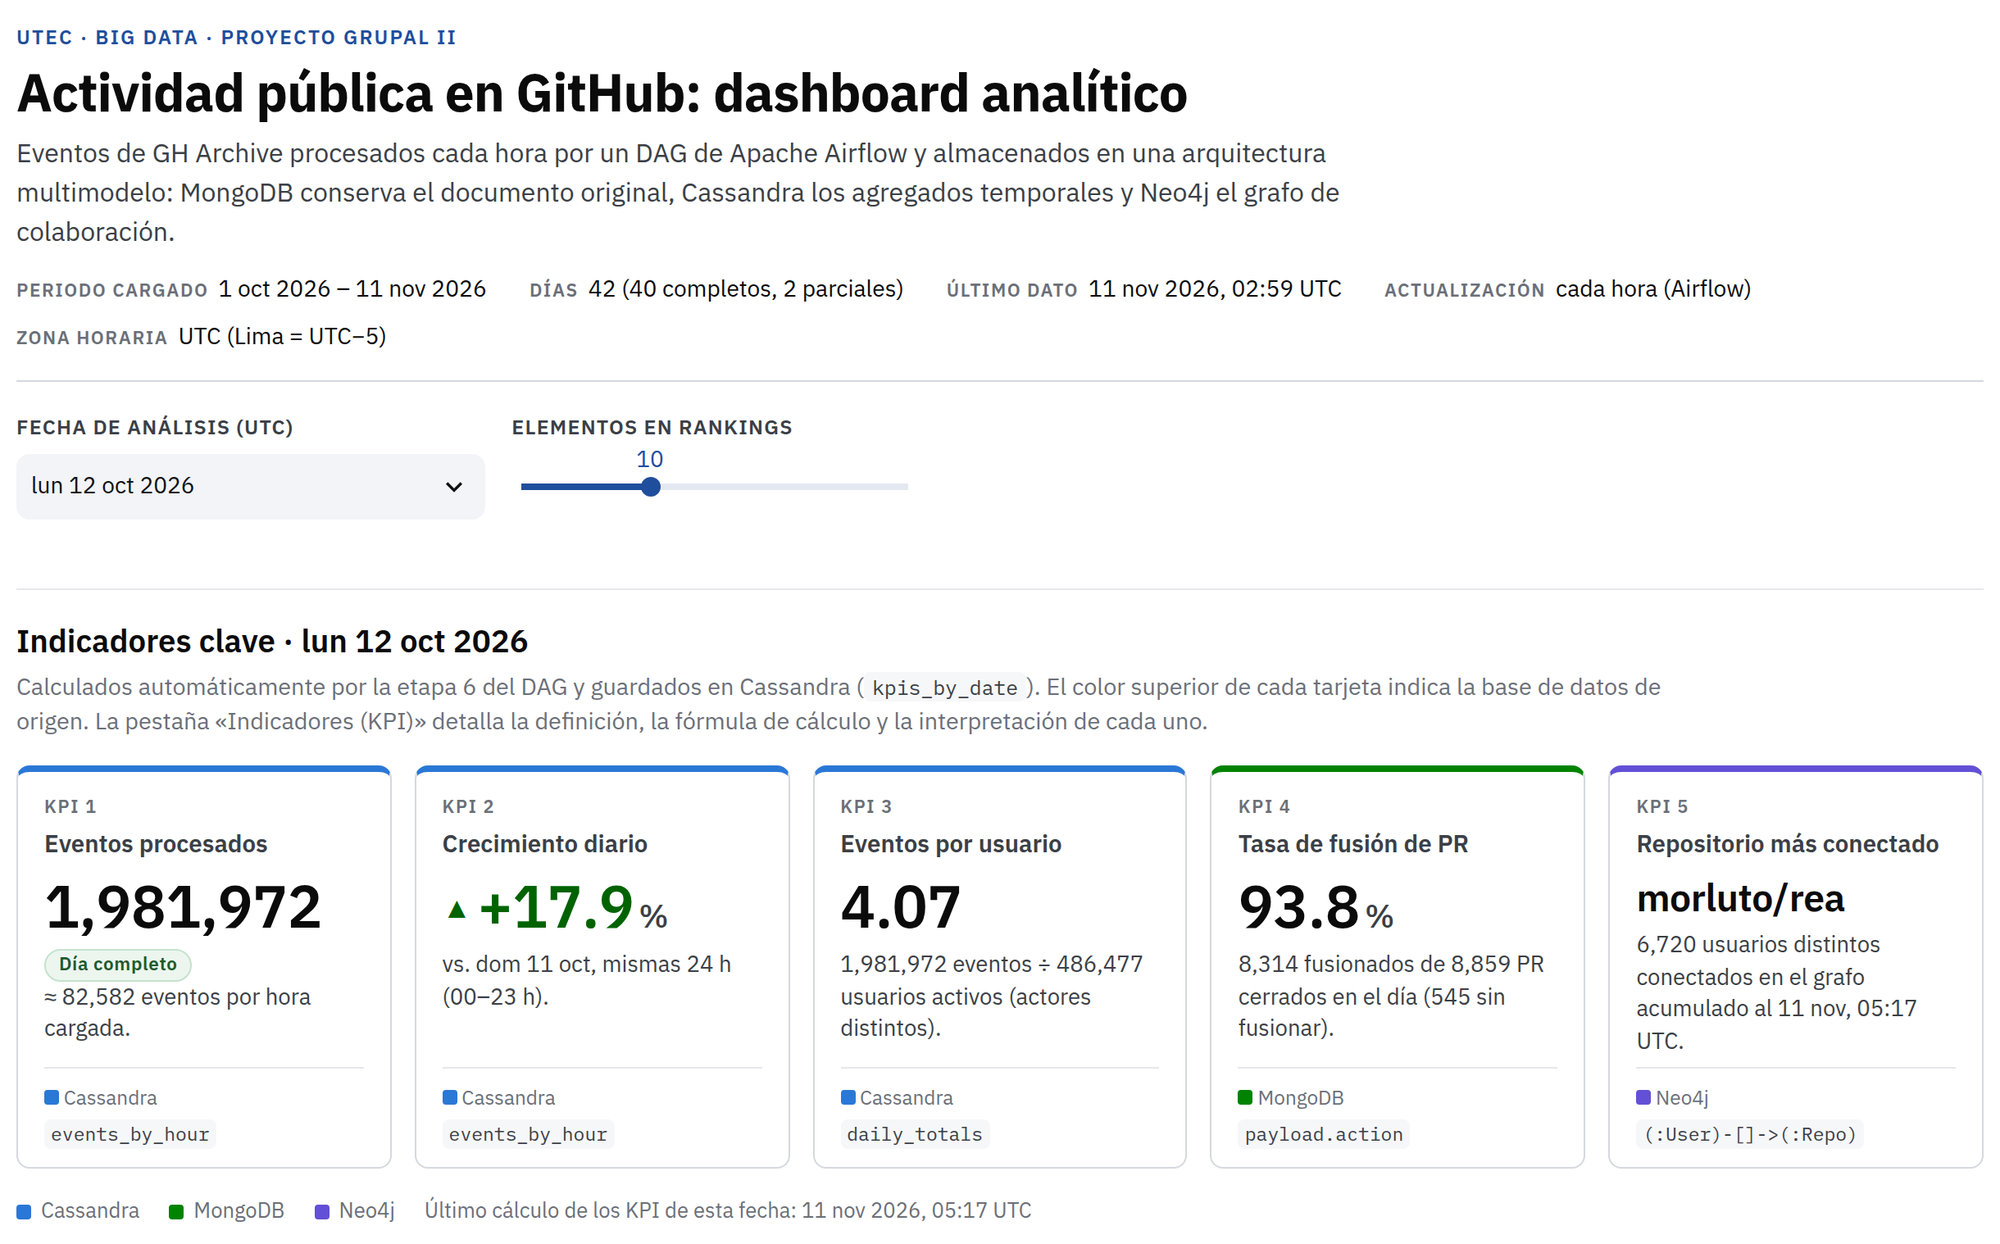 UTEC · BIG DATA · PROYECTO GRUPAL II
Actividad pública en GitHub: dashboard analítico
Eventos de GH Archive procesados cada hora por un DAG de Apache Airflow y almacenados en una arquitectura
multimodelo: MongoDB conserva el documento original, Cassandra los agregados temporales y Neo4j el grafo de
colaboración.
PERIODO CARGADO 1 oct 2026 – 11 nov 2026 DÍAS 42 (40 completos, 2 parciales) ÚLTIMO DATO 11 nov 2026, 02:59 UTC ACTUALIZACIÓN cada hora (Airflow)
ZONA HORARIA UTC (Lima = UTC−5)
FECHA DE ANÁLISIS (UTC)
lun 12 oct 2026
ELEMENTOS EN RANKINGS
10
Indicadores clave · lun 12 oct 2026
Calculados automáticamente por la etapa 6 del DAG y guardados en Cassandra ( kpis_by_date ). El color superior de cada tarjeta indica la base de datos de
origen. La pestaña «Indicadores (KPI)» detalla la definición, la fórmula de cálculo y la interpretación de cada uno.
KPI 1
Eventos procesados
1,981,972
Día completo
≈ 82,582 eventos por hora
cargada.
Cassandra
events_by_hour
KPI 2
Crecimiento diario
▲ +17.9 %
vs. dom 11 oct, mismas 24 h
(00–23 h).
Cassandra
events_by_hour
KPI 3
Eventos por usuario
4.07
1,981,972 eventos ÷ 486,477
usuarios activos (actores
distintos).
Cassandra
daily_totals
KPI 4
Tasa de fusión de PR
93.8 %
8,314 fusionados de 8,859 PR
cerrados en el día (545 sin
fusionar).
MongoDB
payload.action
KPI 5
Repositorio más conectado
morluto/rea
6,720 usuarios distintos
conectados en el grafo
acumulado al 11 nov, 05:17
UTC.
Neo4j
(:User)-[]->(:Repo)
Cassandra MongoDB Neo4j Último cálculo de los KPI de esta fecha: 11 nov 2026, 05:17 UTC